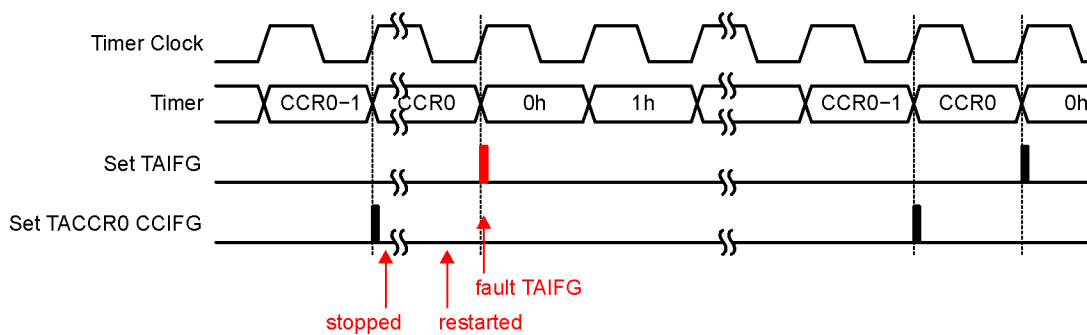 Timer Clock
Timer CCR0−1 CCR0 0h 1h CCR0−1 CCR0 0h
Set TAIFG
Set TACCR0 CCIFG
fault TAIFG
stopped restarted